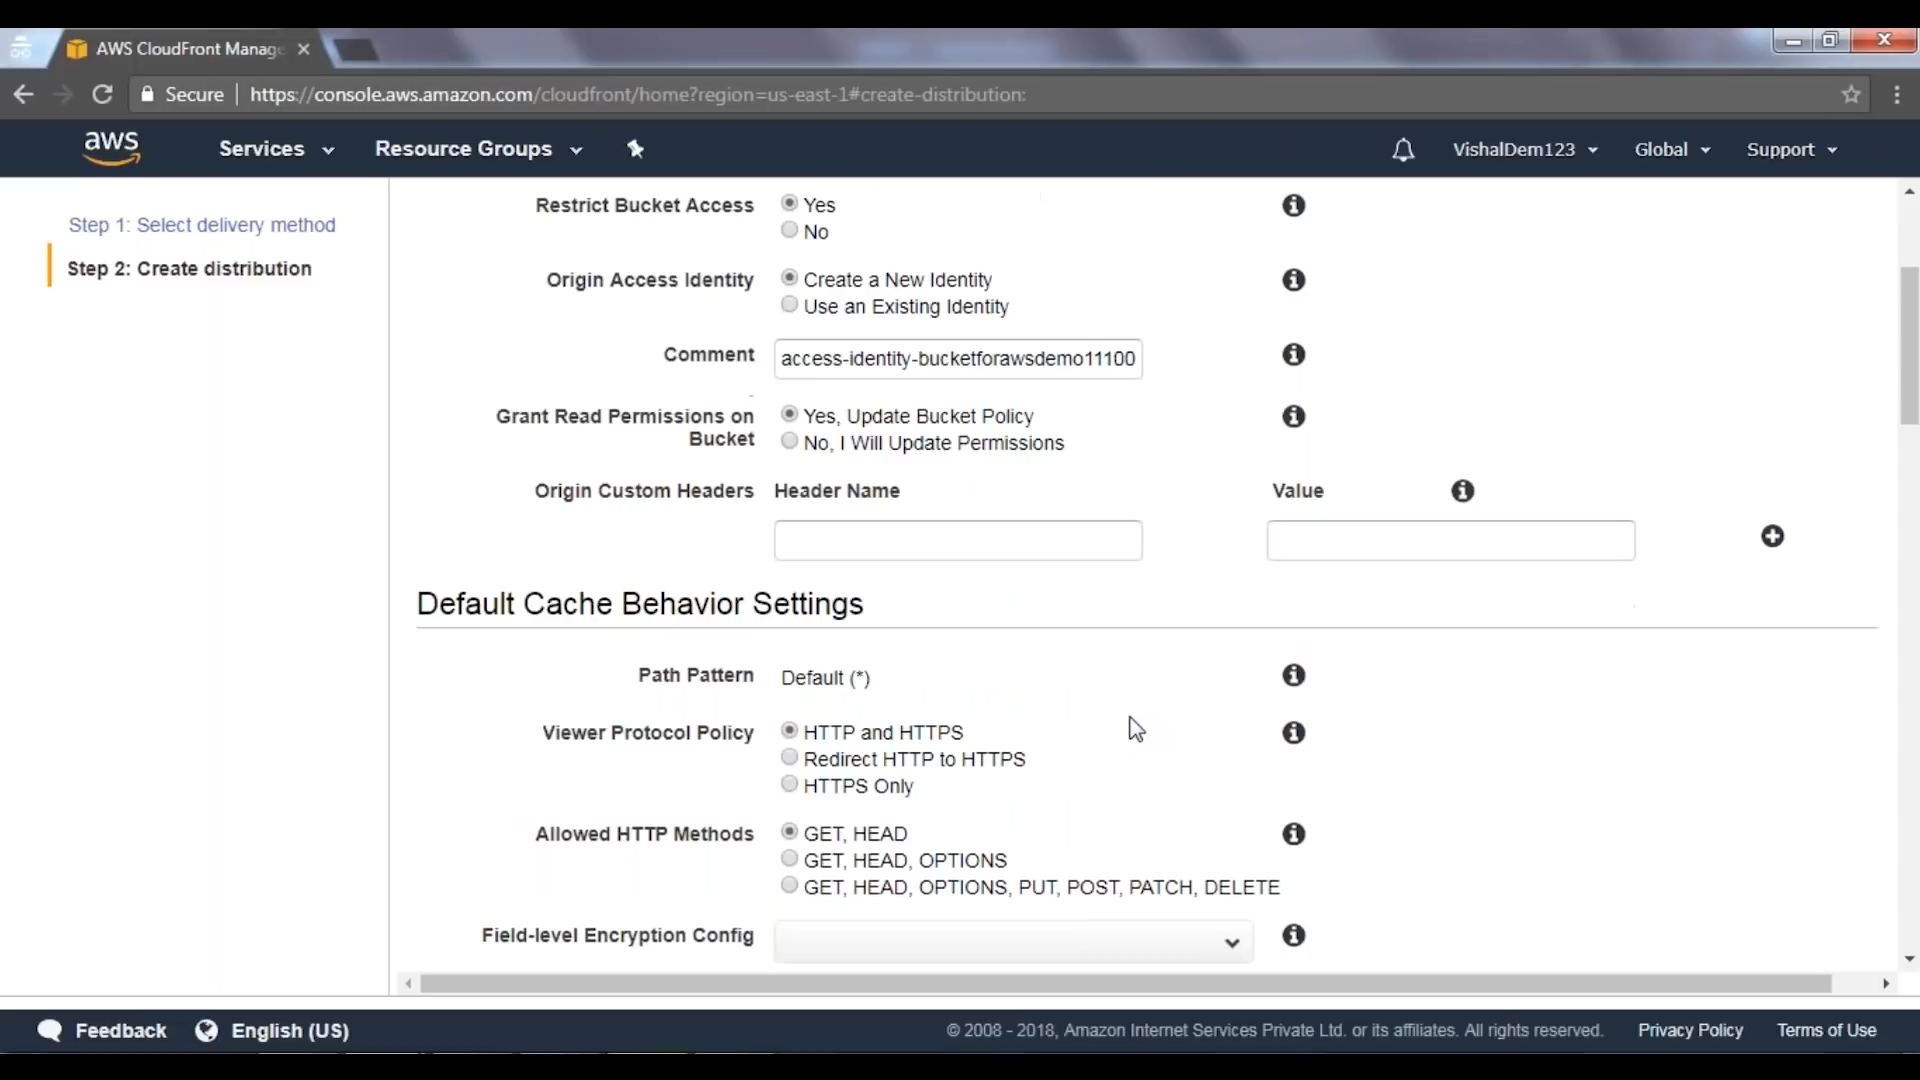 AWS CloudFront Manage
Secure
https://console.aws.amazon.com/cloudfront/home?region=us-east-1#create-distribution:
aws
Services
Resource Groups
VishalDem123
Global
Support
Step 1: Select delivery method
Step 2: Create distribution
Restrict Bucket Access
Yes
No
Origin Access Identity
Create a New Identity
Use an Existing Identity
Comment
access-identity-bucketforawsdemo11100
Grant Read Permissions on
Bucket
Yes, Update Bucket Policy
No, I Will Update Permissions
Origin Custom Headers
Header Name
Value
Default Cache Behavior Settings
Path Pattern
Default (*)
Viewer Protocol Policy
HTTP and HTTPS
Redirect HTTP to HTTPS
HTTPS Only
Allowed HTTP Methods
GET, HEAD
GET, HEAD, OPTIONS
GET, HEAD, OPTIONS, PUT, POST, PATCH, DELETE
Field-level Encryption Config
Feedback
English (US)
© 2008 - 2018, Amazon Internet Services Private Ltd. or its affiliates. All rights reserved.
Privacy Policy
Terms of Use